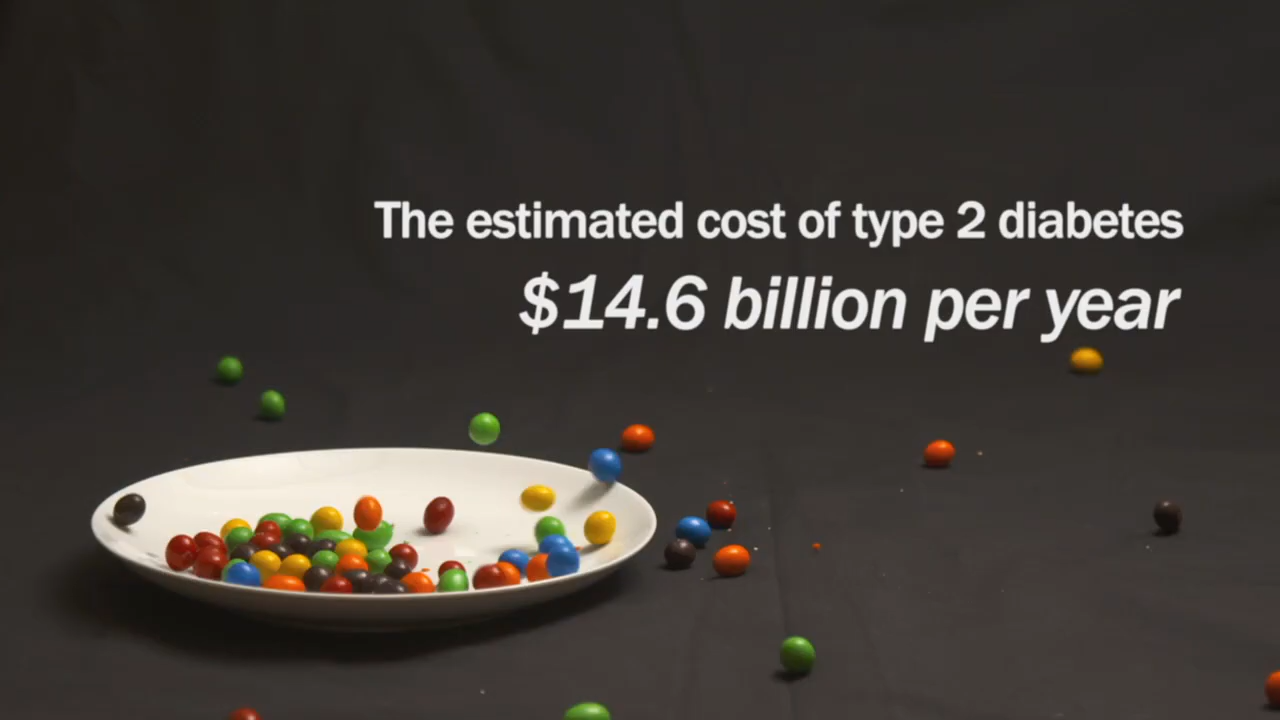 The estimated cost of type 2 diabetes
$14.6 billion per year